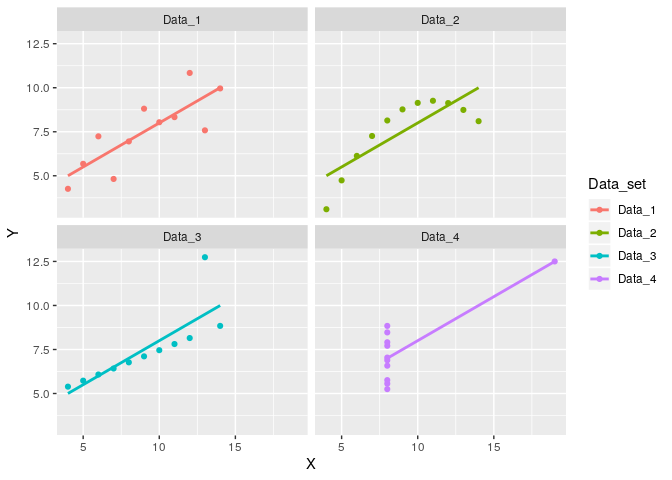 Data_1
Data_2
12.5
10.0
7.5
5.0
Y
Data_3
Data_4
12.5
10.0
7.5
5.0
5
10
15
5
10
15
X
Data_set
Data_1
Data_2
Data_3
Data_4